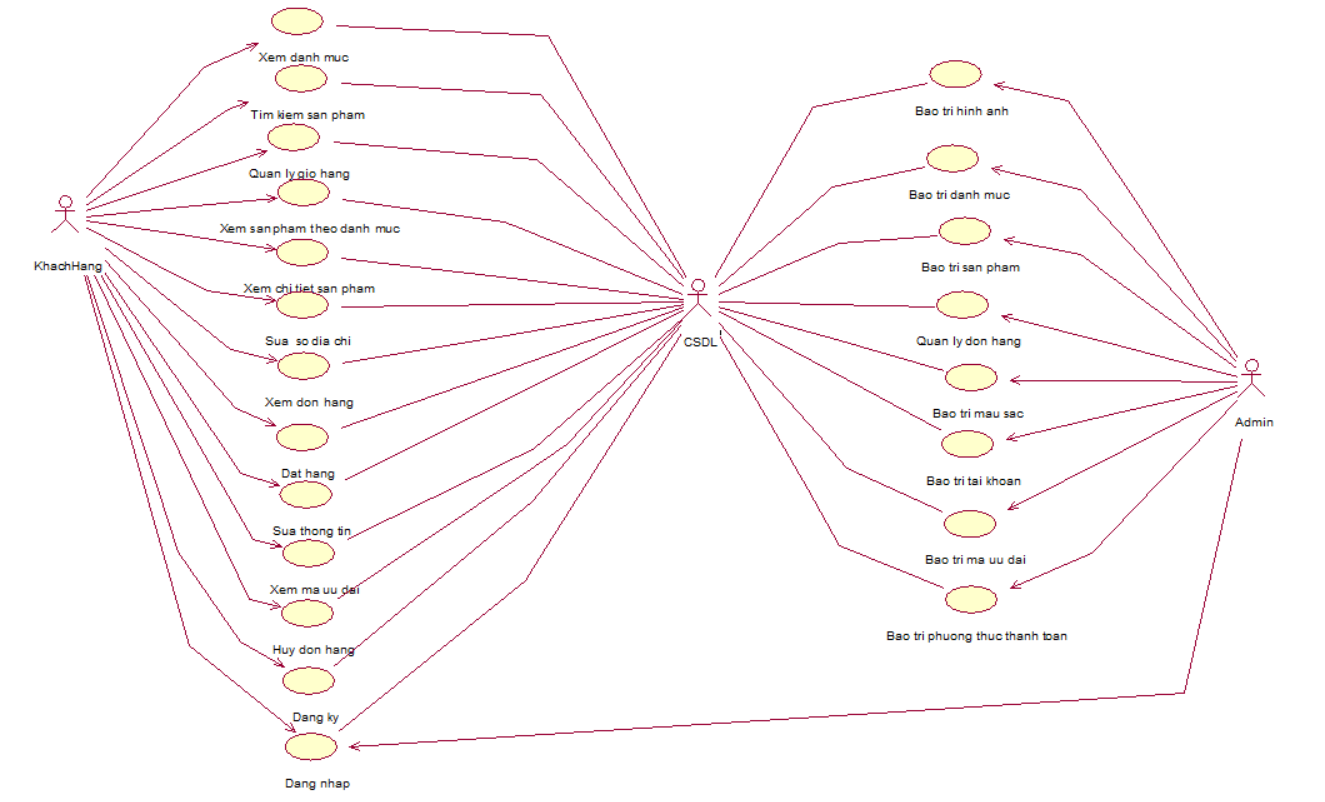 Xem danh muc
Tim kiem san pham
Quan ly gio hang
Xem san pham theo danh muc
Xem chi tiet san pham
Sua so dia chi
Xem don hang
Dat hang
Sua thong tin
Xem ma uu dai
Huy don hang
Dang ky
Dang nhap
KhachHang
CSDL
Bao tri hinh anh
Bao tri danh muc
Bao tri san pham
Quan ly don hang
Bao tri mau sac
Bao tri tai khoan
Bao tri ma uu dai
Bao tri phuong thuc thanh toan
Admin